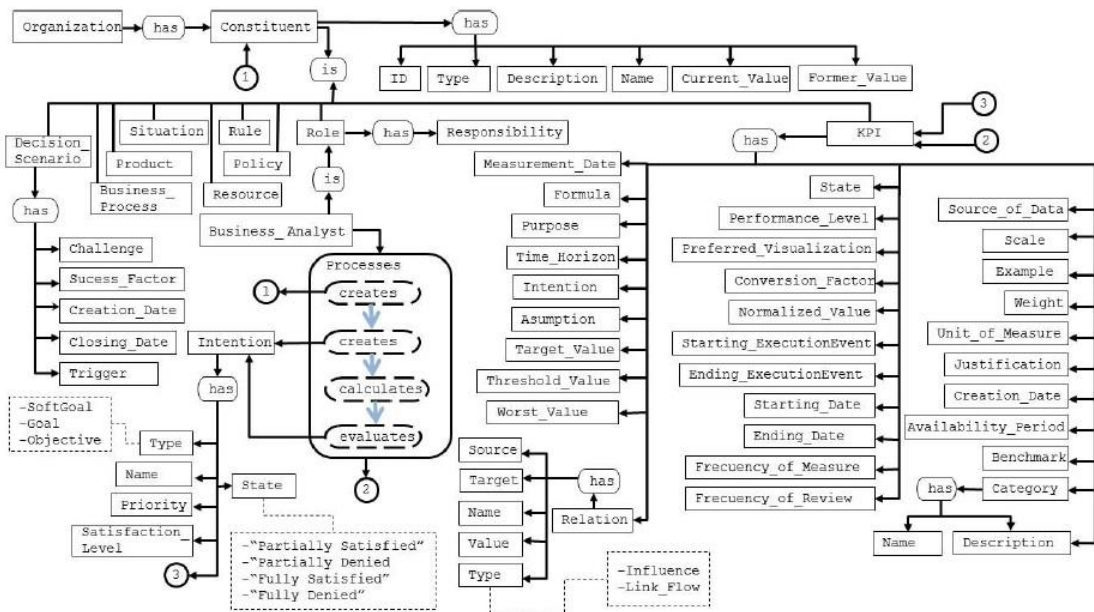 Organization
has
Constituent
has
1
is
ID
Type
Description
Name
Current_Value
Former_Value
3
Decision_
Scenario
Situation
Rule
Role
has
Responsibility
has
KPI
2
Product
Policy
Business_
Process
Resource
is
has
Business_Analyst
Challenge
Sucess_Factor
Creation_Date
Closing_Date
Trigger
Processes
1
creates
Intention
creates
calculates
evaluates
2
has
-SoftGoal
-Goal
-Objective
Type
Name
State
Priority
Satisfaction_
Level
3
-“Partially Satisfied”
-“Partially Denied
-“Fully Satisfied”
-“Fully Denied”
Measurement_Date
Formula
Purpose
Time_Horizon
Intention
Asumption
Target_Value
Threshold_Value
Worst_Value
Source
Target
has
Name
Relation
Value
Type
-Influence
-Link_Flow
State
Performance_Level
Preferred_Visualization
Conversion_Factor
Normalized_Value
Starting_ExecutionEvent
Ending_ExecutionEvent
Starting_Date
Ending_Date
Frecuency_of_Measure
Frecuency_of_Review
Source_of_Data
Scale
Example
Weight
Unit_of_Measure
Justification
Creation_Date
Availability_Period
Benchmark
has
Category
Name
Description